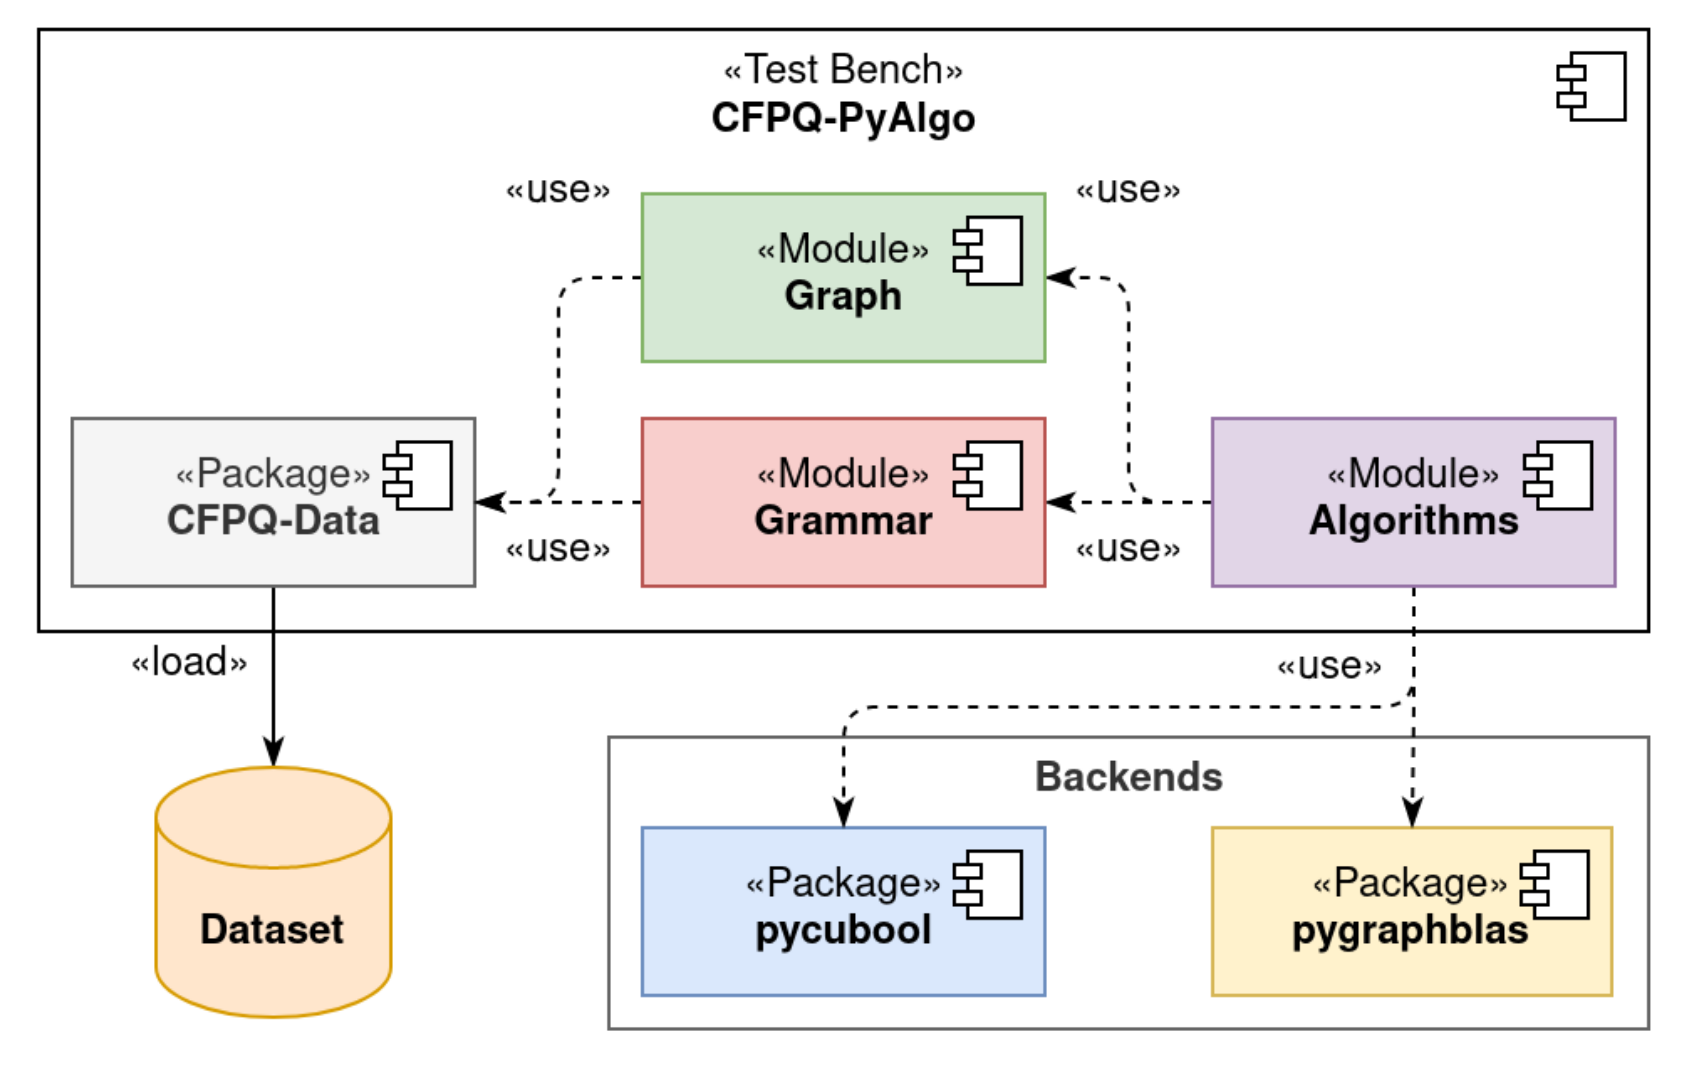 «Test Bench»
CFPQ-PyAlgo
«use»
«use»
«Module»
Graph
«Package»
CFPQ-Data
«Module»
Grammar
«Module»
Algorithms
«use»
«use»
«load»
«use»
Backends
«Package»
pycubool
«Package»
pygraphblas
Dataset